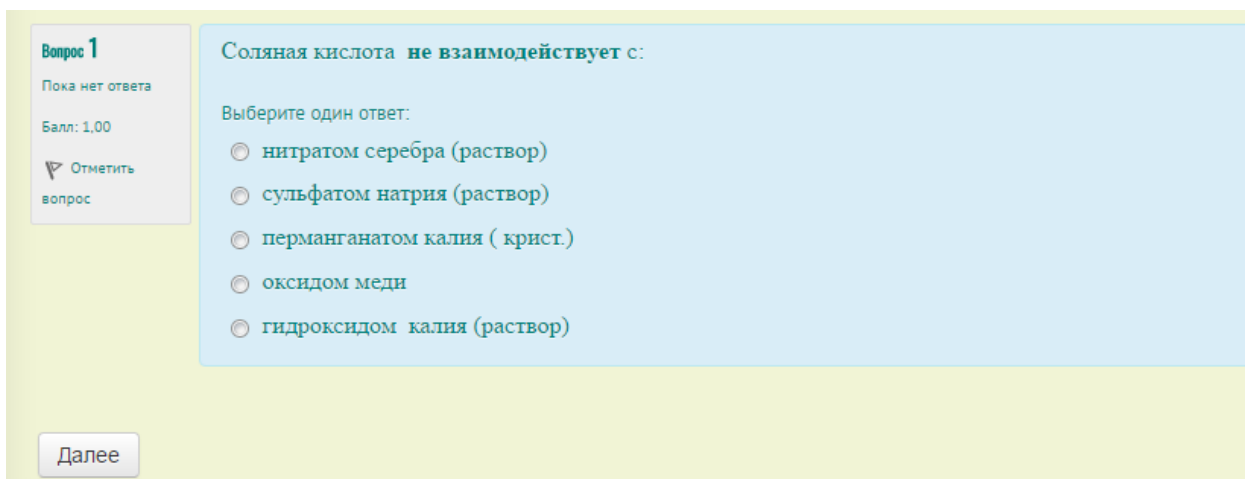 Вопрос 1
Пока нет ответа
Балл: 1,00
Отметить
вопрос
Соляная кислота не взаимодействует с:
Выберите один ответ:
нитратом серебра (раствор)
сульфатом натрия (раствор)
перманганатом калия ( крист.)
оксидом меди
гидроксидом калия (раствор)
Далее